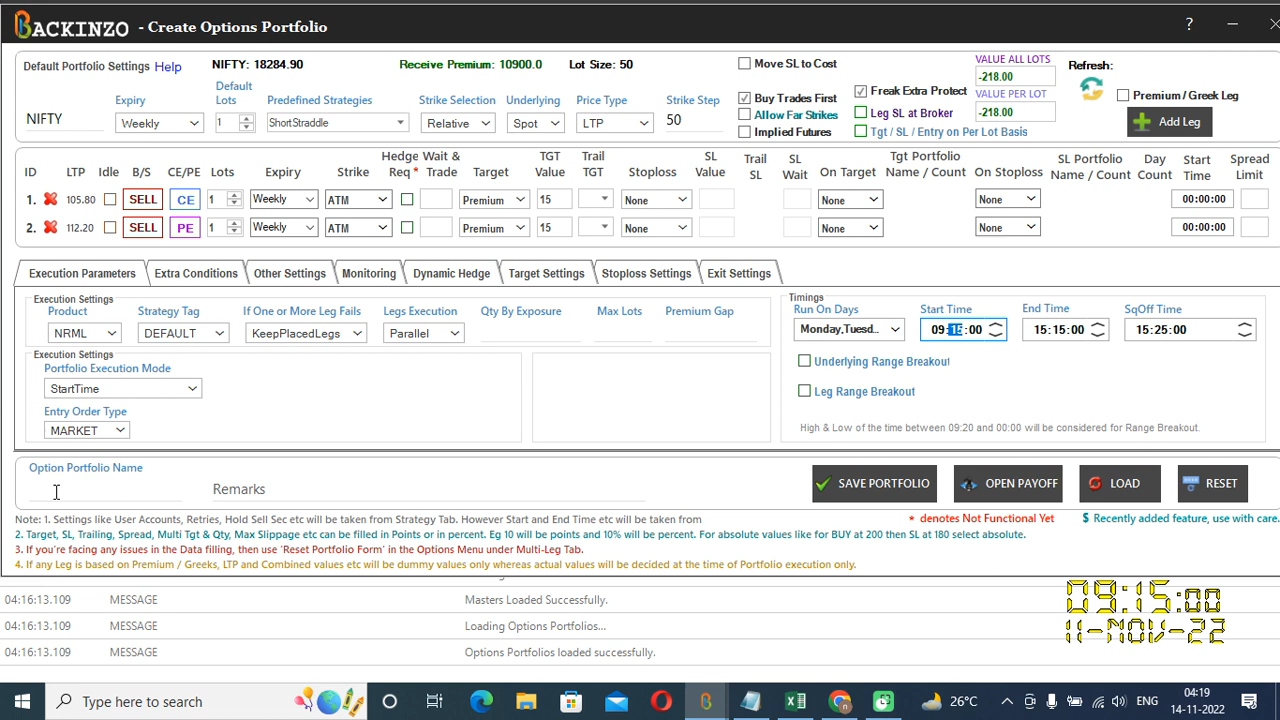 BACKINZO - Create Options Portfolio ?
Default Portfolio Settings Help NIFTY: 18284.90 Receive Premium: 10900.0 Lot Size: 50 Move SL to Cost VALUE ALL LOTS Refresh:
-218.00
Expiry Default Lots Predefined Strategies Strike Selection Underlying Price Type Strike Step Buy Trades First Freak Extra Protect VALUE PER LOT Premium / Greek Leg
NIFTY Weekly 1 ShortStraddle Relative Spot LTP 50 Allow Far Strikes Leg SL at Broker -218.00 Add Leg
Implied Futures Tgt / SL / Entry on Per Lot Basis
ID LTP Idle B/S CE/PE Lots Expiry Strike Hedge Req * Wait & Trade Target TGT Value Trail TGT Stoploss SL Value Trail SL SL Wait On Target Tgt Portfolio Name / Count On Stoploss SL Portfolio Name / Count Day Count Start Time Spread Limit
1. 105.80 SELL CE 1 Weekly ATM Premium 15 None None None 00:00:00
2. 112.20 SELL PE 1 Weekly ATM Premium 15 None None None 00:00:00
Execution Parameters Extra Conditions Other Settings Monitoring Dynamic Hedge Target Settings Stoploss Settings Exit Settings
Execution Settings Timings
Product Strategy Tag If One or More Leg Fails Legs Execution Qty By Exposure Max Lots Premium Gap Run On Days Start Time End Time SqOff Time
NRML DEFAULT KeepPlacedLegs Parallel Monday,Tuesd.. 09:15:00 15:15:00 15:25:00
Execution Settings
Portfolio Execution Mode Underlying Range Breakout
StartTime Leg Range Breakout
Entry Order Type
MARKET High & Low of the time between 09:20 and 00:00 will be considered for Range Breakout.
Option Portfolio Name
Remarks SAVE PORTFOLIO OPEN PAYOFF LOAD RESET
Note: 1. Settings like User Accounts, Retries, Hold Sell Sec etc will be taken from Strategy Tab. However Start and End Time etc will be taken from * denotes Not Functional Yet $ Recently added feature, use with care.
2. Target, SL, Trailing, Spread, Multi Tgt & Qty, Max Slippage etc can be filled in Points or in percent. Eg 10 will be points and 10% will be percent. For absolute values like for BUY at 200 then SL at 180 select absolute.
3. If you're facing any issues in the Data filling, then use 'Reset Portfolio Form' in the Options Menu under Multi-Leg Tab.
4. If any Leg is based on Premium / Greeks, LTP and Combined values etc will be dummy values only whereas actual values will be decided at the time of Portfolio execution only.
04:16:13.109 MESSAGE Masters Loaded Successfully.
04:16:13.109 MESSAGE Loading Options Portfolios...
04:16:13.109 MESSAGE Options Portfolios loaded successfully.
09:15:00
11-NOV-22
Type here to search 26°C ENG 04:19
14-11-2022